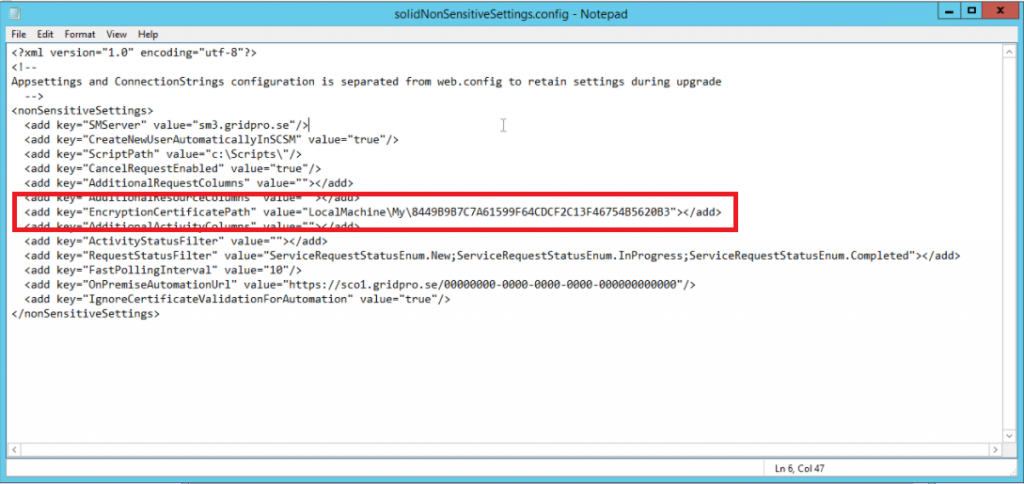 solidNonSensitiveSettings.config - Notepad
File Edit Format View Help
<?xml version="1.0" encoding="utf-8"?>
<!--
Appsettings and ConnectionStrings configuration is separated from web.config to retain settings during upgrade
-->
<nonSensitiveSettings>
<add key="SMServer" value="sm3.gridpro.se"/>
<add key="CreateNewUserAutomaticallyInSCSM" value="true"/>
<add key="ScriptPath" value="c:\Scripts\"/>
<add key="CancelRequestEnabled" value="true"/>
<add key="AdditionalRequestColumns" value=""></add>
<add key="AdditionalResourceColumns" value=""></add>
<add key="EncryptionCertificatePath" value="LocalMachine\My\8449B9B7C7A61599F64CDCF2C13F46754B5620B3"></add>
<add key="AdditionalActivityColumns" value=""></add>
<add key="ActivityStatusFilter" value=""></add>
<add key="RequestStatusFilter" value="ServiceRequestStatusEnum.New;ServiceRequestStatusEnum.InProgress;ServiceRequestStatusEnum.Completed"></add>
<add key="FastPollingInterval" value="10"/>
<add key="OnPremiseAutomationUrl" value="https://sco1.gridpro.se/00000000-0000-0000-0000-000000000000"/>
<add key="IgnoreCertificateValidationForAutomation" value="true"/>
</nonSensitiveSettings>
Ln 6, Col 47